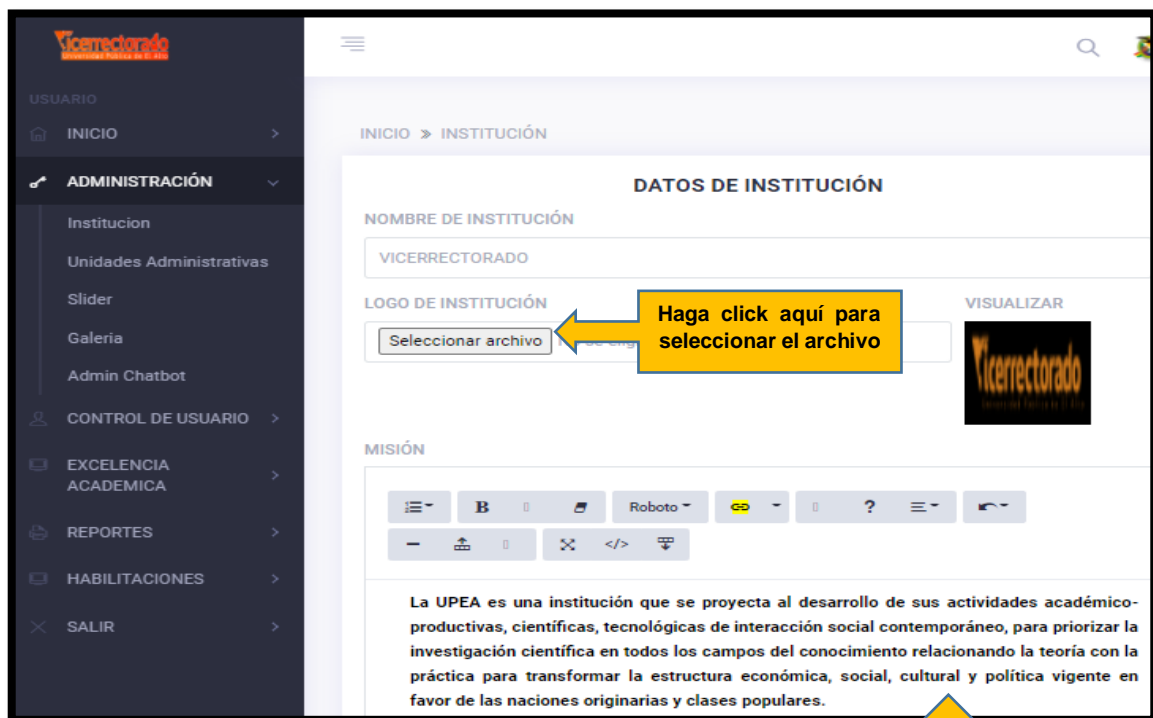 Vicerrectorado
Universidad Pública de El Alto
USUARIO
INICIO
ADMINISTRACIÓN
Institucion
Unidades Administrativas
Slider
Galeria
Admin Chatbot
CONTROL DE USUARIO
EXCELENCIA
ACADEMICA
REPORTES
HABILITACIONES
SALIR
INICIO » INSTITUCIÓN
DATOS DE INSTITUCIÓN
NOMBRE DE INSTITUCIÓN
VICERRECTORADO
LOGO DE INSTITUCIÓN
Seleccionar archivo
Haga click aquí para
seleccionar el archivo
VISUALIZAR
Vicerrectorado
MISIÓN
B Roboto ?
</>
La UPEA es una institución que se proyecta al desarrollo de sus actividades académico-
productivas, científicas, tecnológicas de interacción social contemporáneo, para priorizar la
investigación científica en todos los campos del conocimiento relacionando la teoría con la
práctica para transformar la estructura económica, social, cultural y política vigente en
favor de las naciones originarias y clases populares.